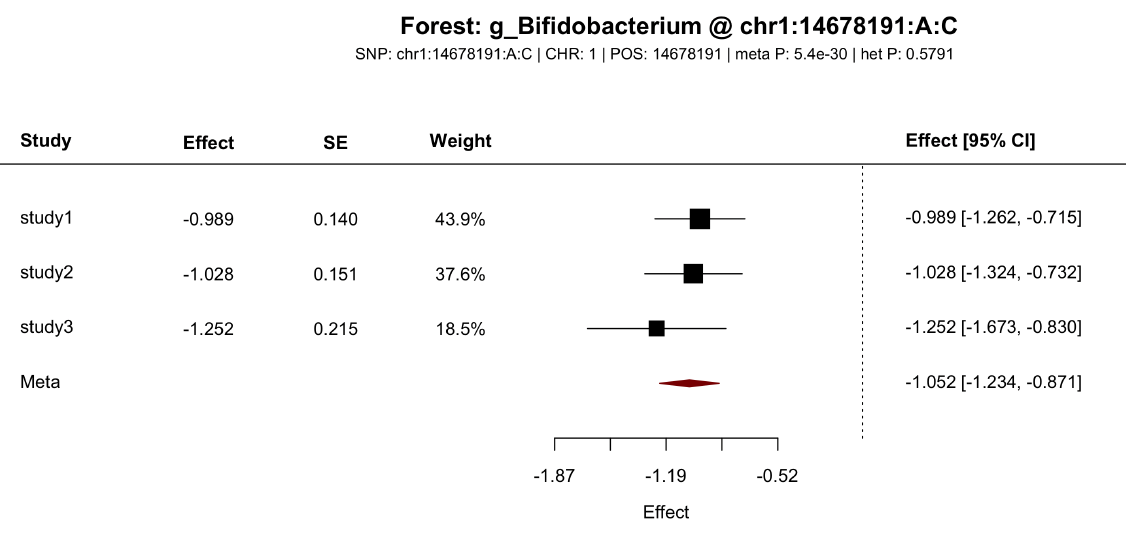 Forest: g_Bifidobacterium @ chr1:14678191:A:C
SNP: chr1:14678191:A:C | CHR: 1 | POS: 14678191 | meta P: 5.4e-30 | het P: 0.5791
Study Effect SE Weight Effect [95% CI]
study1 -0.989 0.140 43.9% -0.989 [-1.262, -0.715]
study2 -1.028 0.151 37.6% -1.028 [-1.324, -0.732]
study3 -1.252 0.215 18.5% -1.252 [-1.673, -0.830]
Meta -1.052 [-1.234, -0.871]
-1.87 -1.19 -0.52
Effect